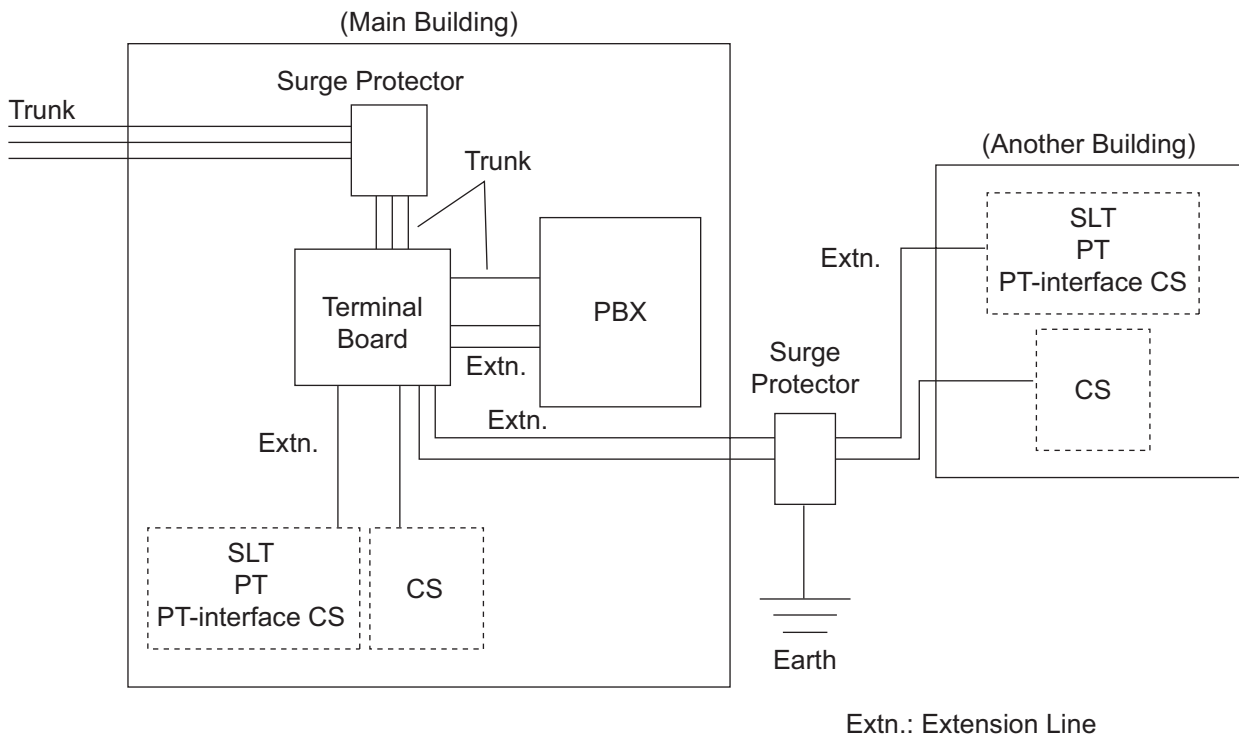 (Main Building)
Surge Protector
Trunk
Trunk
(Another Building)
SLT
PT
PT-interface CS
Extn.
Terminal
Board
PBX
Extn.
Surge
Protector
CS
Extn.
Extn.
SLT
PT
PT-interface CS
CS
Earth
Extn.: Extension Line